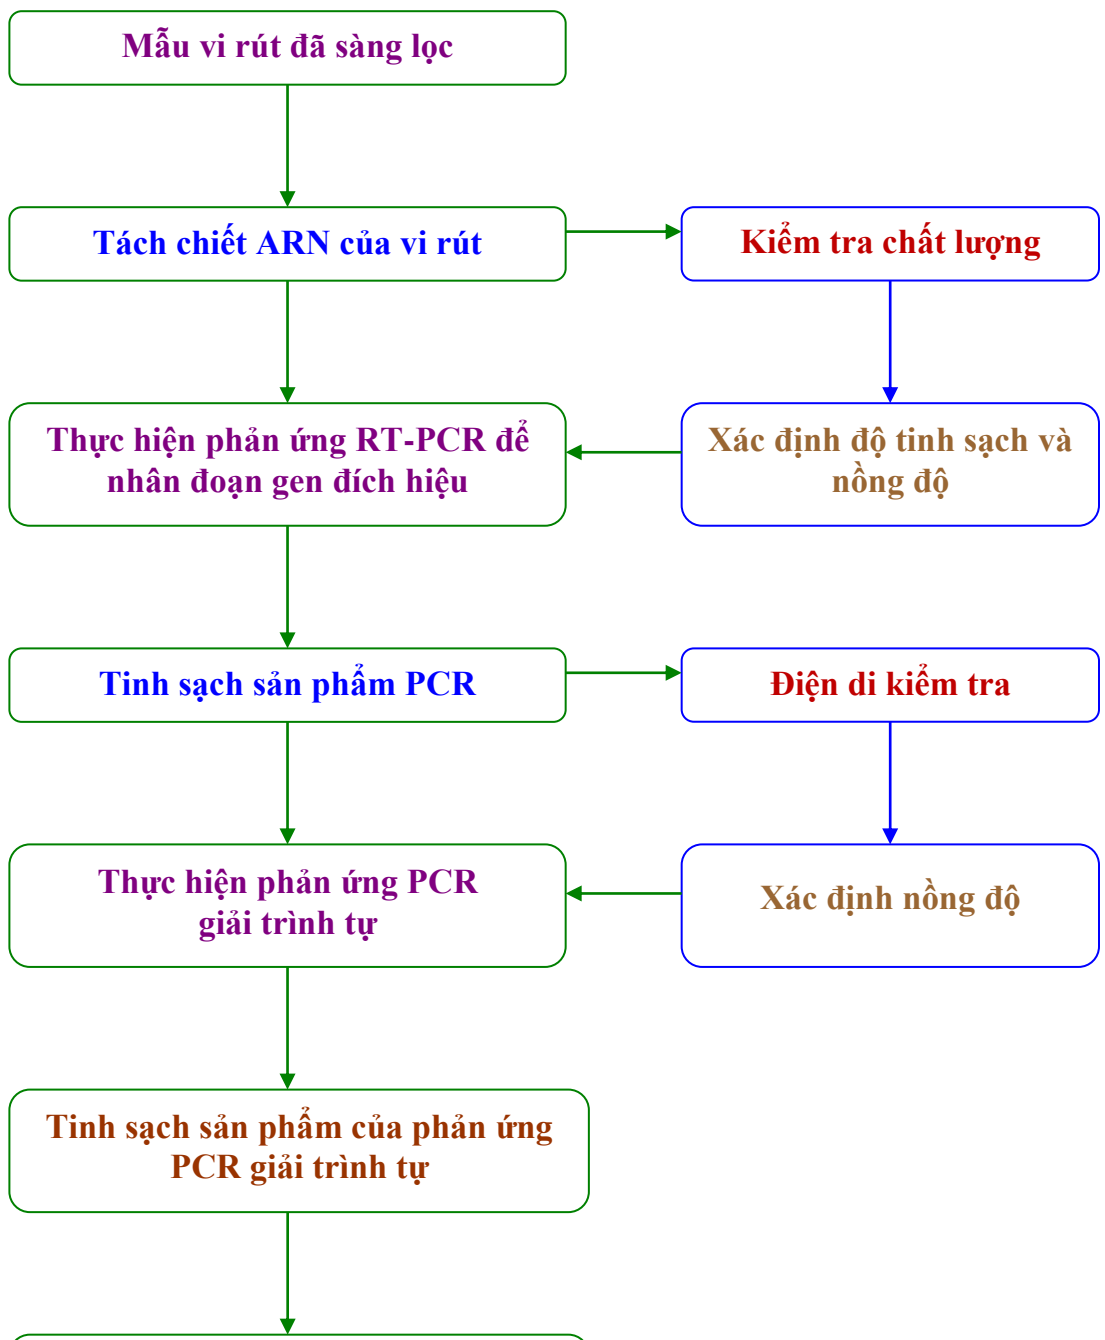 Mẫu vi rút đã sàng lọc
Tách chiết ARN của vi rút
Kiểm tra chất lượng
Thực hiện phản ứng RT-PCR để
nhân đoạn gen đích hiệu
Xác định độ tinh sạch và
nồng độ
Tinh sạch sản phẩm PCR
Điện di kiểm tra
Thực hiện phản ứng PCR
giải trình tự
Xác định nồng độ
Tinh sạch sản phẩm của phản ứng
PCR giải trình tự